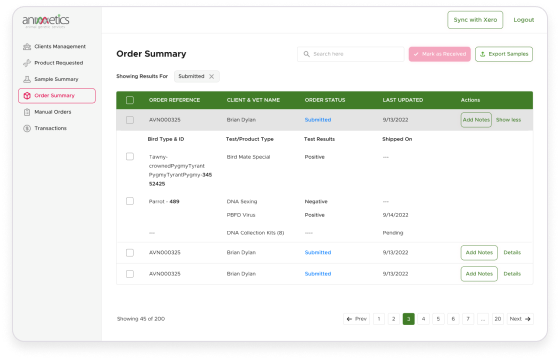 animetics
Sync with Xero
Logout
Clients Management
Product Requested
Sample Summary
Order Summary
Manual Orders
Transactions
Order Summary
Search here
Mark as Received
Export Samples
Showing Results For
Submitted
ORDER REFERENCE CLIENT & VET NAME ORDER STATUS LAST UPDATED Actions
AVN000325 Brian Dylan Submitted 9/13/2022 Add Notes Show less
Bird Type & ID Test/Product Type Test Results Shipped On
Tawny- Bird Mate Special Positive ---
crownedPygmyTyrant
PygmyTyrantPygmy-345
52425
Parrot - 489 DNA Sexing Negative ---
PBFD Virus Positive 9/14/2022
--- DNA Collection Kits (8) ---- Pending
AVN000325 Brian Dylan Submitted 9/13/2022 Add Notes Details
AVN000325 Brian Dylan Submitted 9/13/2022 Add Notes Details
Showing 45 of 200
Prev 1 2 3 4 5 6 7 ... 20 Next